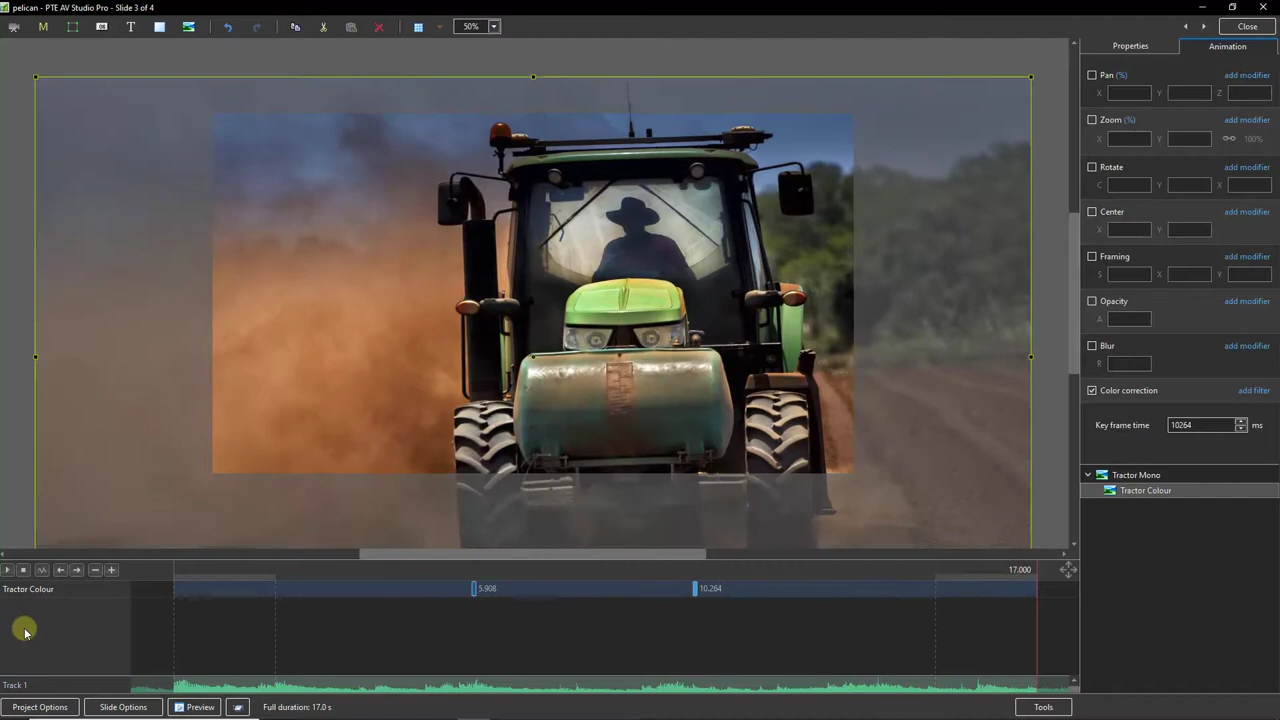 pelican - PTE AV Studio Pro - Slide 3 of 4
M
OK
T
50%
Close
Properties
Animation
Pan (%)
add modifier
X
Y
Z
Zoom (%)
add modifier
X
Y
100%
Rotate
add modifier
C
Y
X
Center
add modifier
X
Y
Framing
add modifier
S
X
Y
Opacity
add modifier
A
Blur
add modifier
R
Color correction
add filter
Key frame time
10264
ms
Tractor Mono
Tractor Colour
17.000
Tractor Colour
5.908
10.264
Track 1
Project Options
Slide Options
Preview
Full duration: 17.0 s
Tools